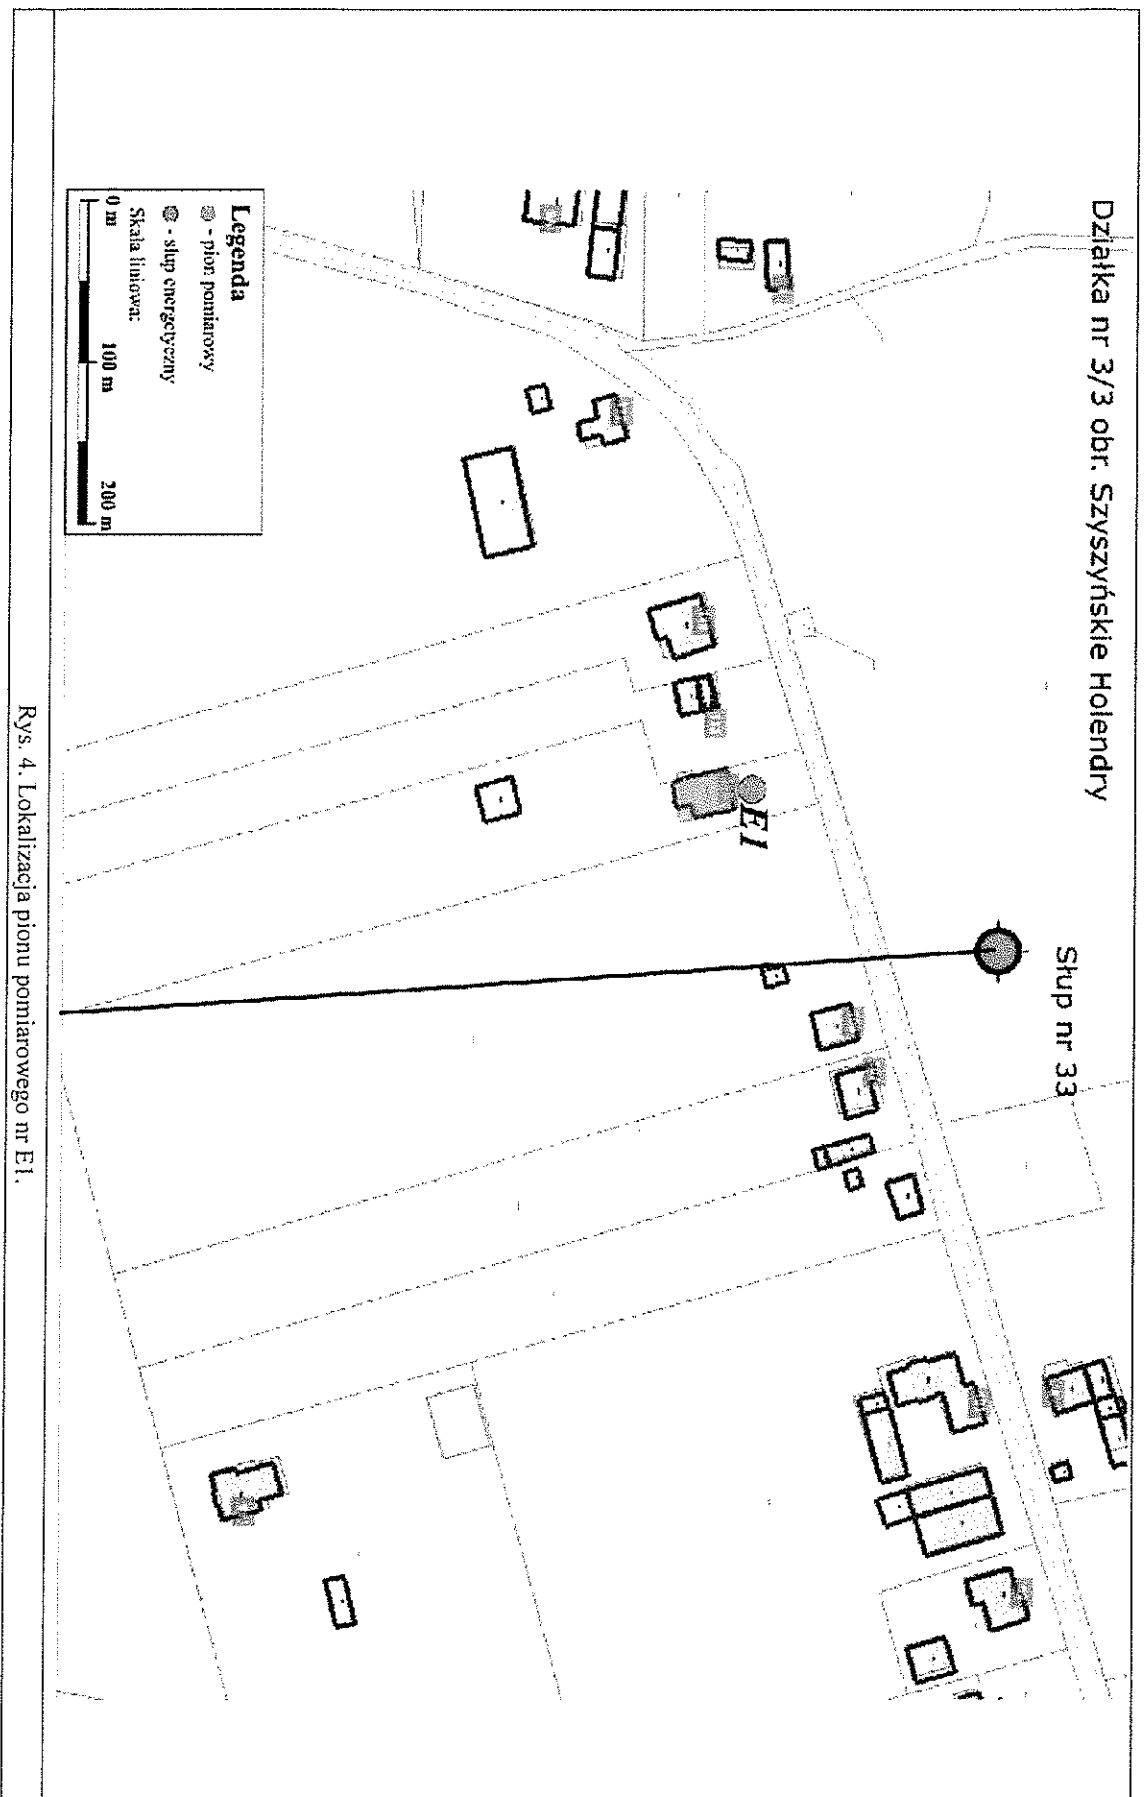 Działka nr 3/3 obr. Szyszyńskie Holendry
Słup nr 33
E1
Legenda
- pion pomiarowy
- słup energetyczny
Skala liniowa:
0 m 100 m 200 m
Rys. 4. Lokalizacja pionu pomiarowego nr E1.